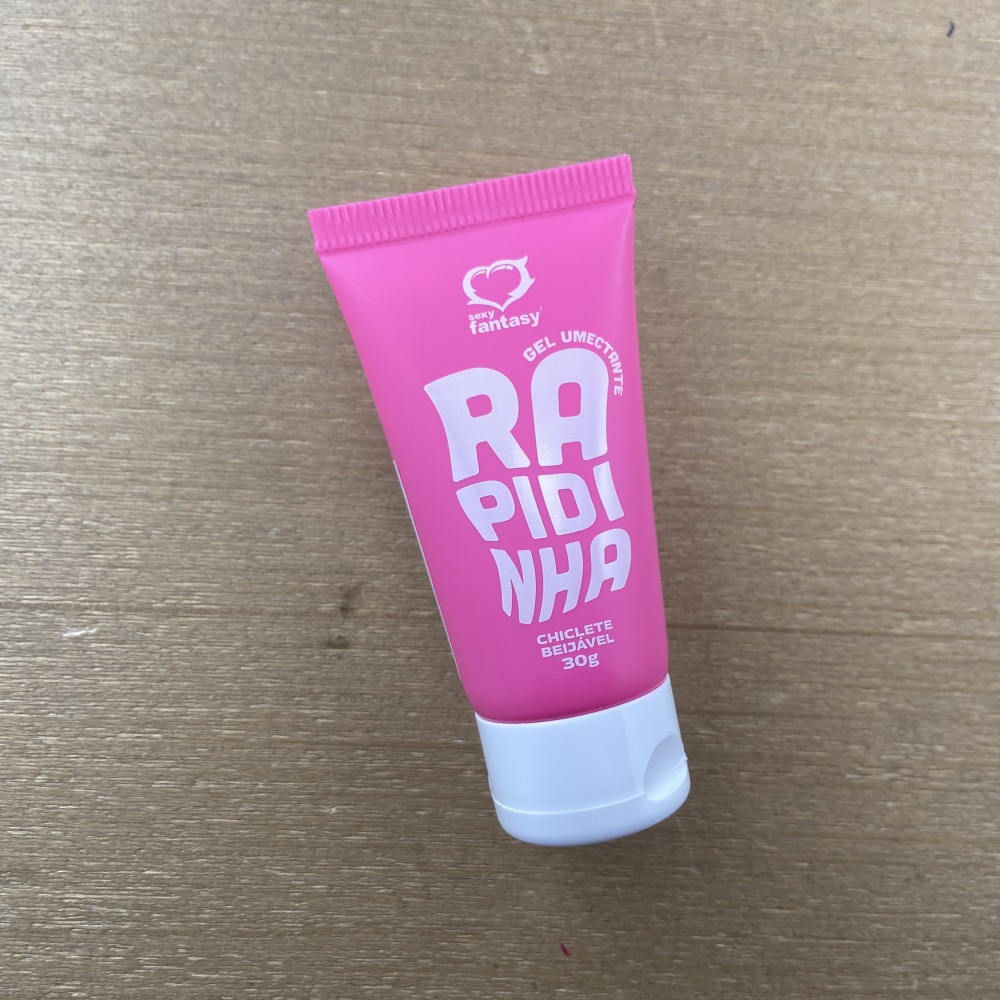 sexy
fantasy
GEL UMECTANTE
RA
PIDI
NHA
CHICLETE
BEIJÁVEL
30g